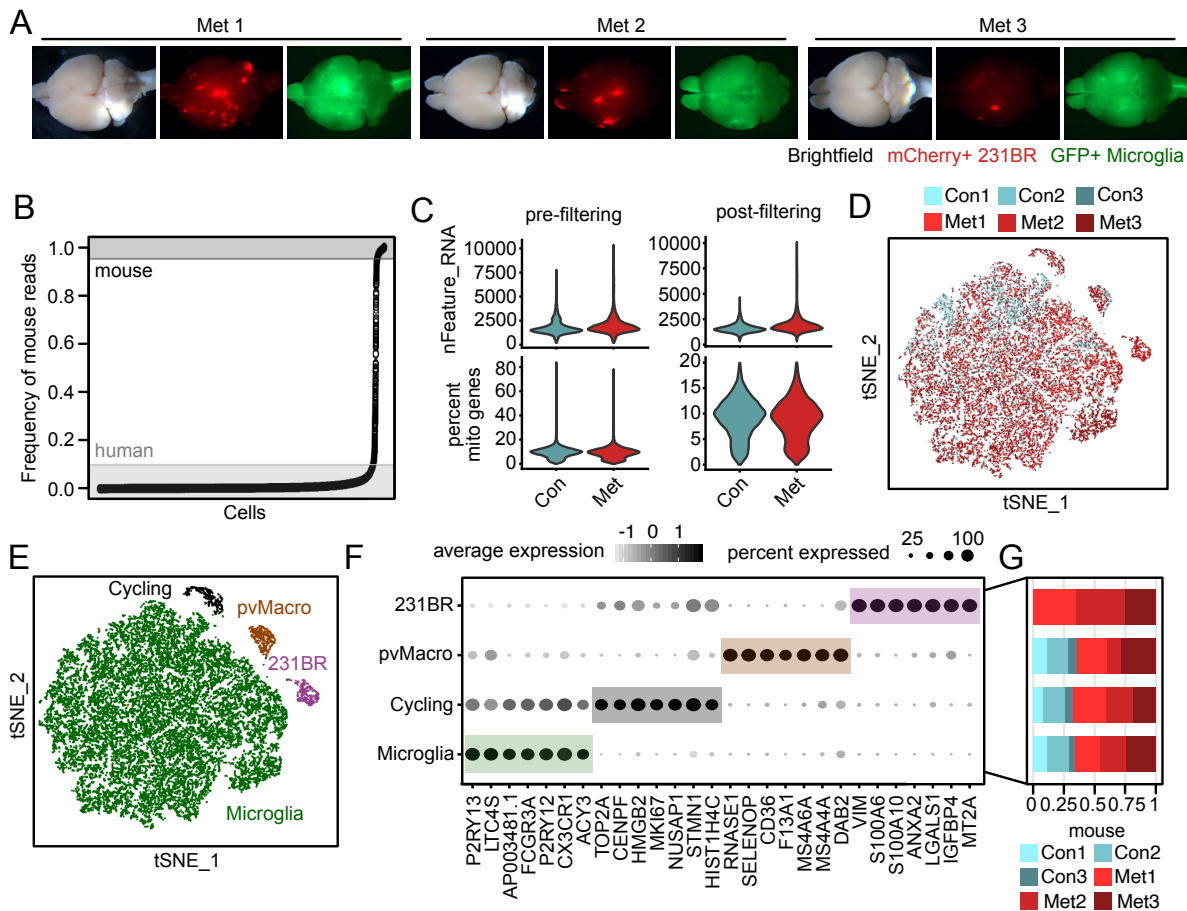 A
Met 1
Met 2
Met 3
Brightfield mCherry+ 231BR GFP+ Microglia
B
Frequency of mouse reads
1.0
0.8
0.6
0.4
0.2
0.0
mouse
human
Cells
C
pre-filtering
post-filtering
nFeature_RNA
10000
7500
5000
2500
0
10000
7500
5000
2500
0
percent
mito genes
80
60
40
20
0
20
15
10
5
0
Con
Met
Con
Met
D
Con1 Con2 Con3
Met1 Met2 Met3
tSNE_2
tSNE_1
E
Cycling
pvMacro
231BR
Microglia
tSNE_2
tSNE_1
F
average expression
-1 0 1
percent expressed
25 100
231BR
pvMacro
Cycling
Microglia
P2RY13
LTC4S
AP003481.1
FCGR3A
P2RY12
CX3CR1
ACY3
TOP2A
CENPF
HMGB2
MKI67
NUSAP1
STMN1
HIST1H4C
RNASE1
SELENOP
CD36
F13A1
MS4A6A
MS4A4A
DAB2
VIM
S100A6
S100A10
ANXA2
LGALS1
IGFBP4
MT2A
G
0 0.25 0.5 0.75 1
mouse
Con1 Con2
Con3 Met1
Met2 Met3